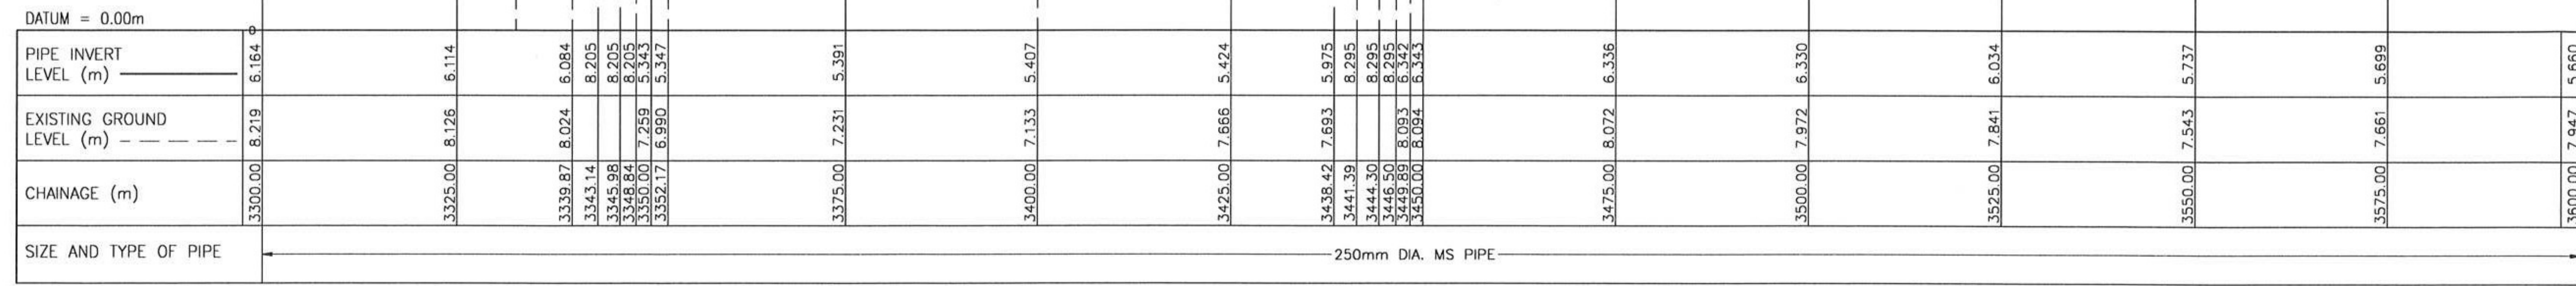 DATUM = 0.00m
PIPE INVERT
LEVEL (m)
6.164 6.114 6.084 8.205 8.205 8.205 5.343 5.347 5.391 5.407 5.424 5.975 8.295 8.295 8.295 6.342 6.343 6.336 6.330 6.034 5.737 5.699 5.660
EXISTING GROUND
LEVEL (m)
8.219 8.126 8.024 7.259 6.990 7.231 7.133 7.666 7.693 8.093 8.094 8.072 7.972 7.841 7.543 7.661 7.947
CHAINAGE (m)
3300.00 3325.00 3339.87 3343.14 3345.98 3348.84 3350.00 3352.17 3375.00 3400.00 3425.00 3438.42 3441.39 3444.30 3446.50 3449.89 3450.00 3475.00 3500.00 3525.00 3550.00 3575.00 3600.00
SIZE AND TYPE OF PIPE
250mm DIA. MS PIPE